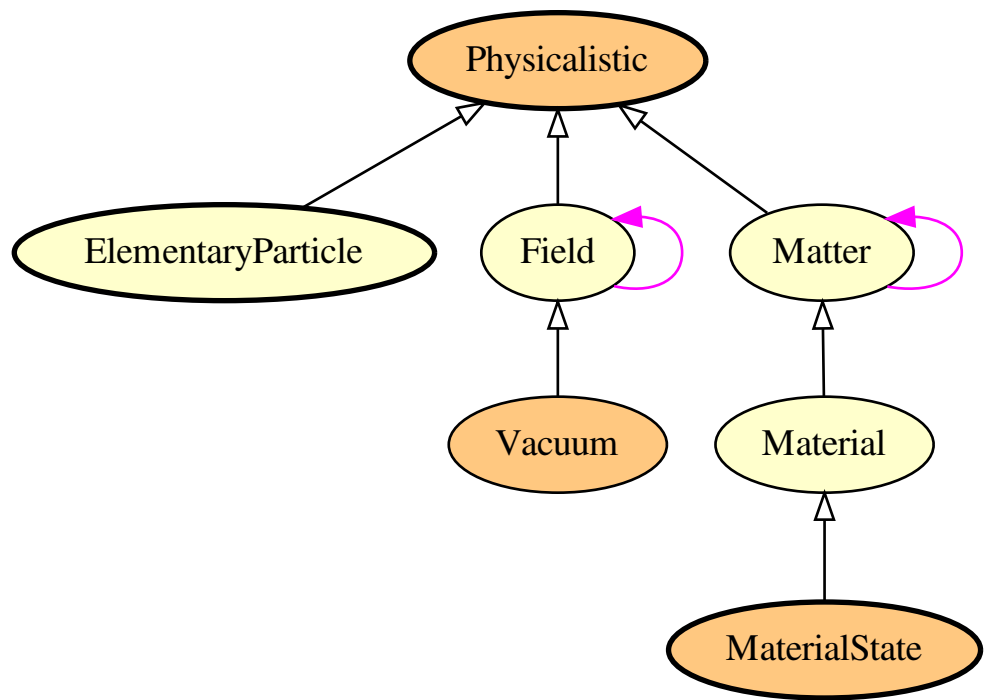 Physicalistic
ElementaryParticle
Field
Matter
Vacuum
Material
MaterialState